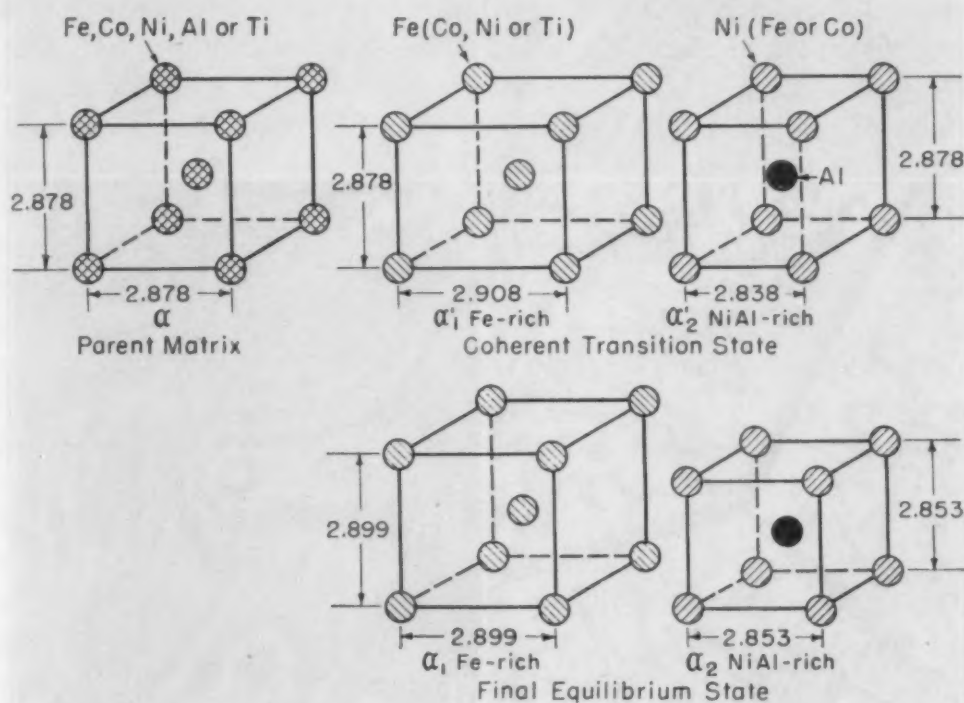 Fe,Co,Ni,Al or Ti
Fe(Co, Ni or Ti)
Ni(Fe or Co)
2.878
2.878
Al
2.878
2.878
2.908
2.838
α
α'₁ Fe-rich
α'₂ NiAl-rich
Parent Matrix
Coherent Transition State
2.899
2.853
2.899
2.853
α₁ Fe-rich
α₂ NiAl-rich
Final Equilibrium State